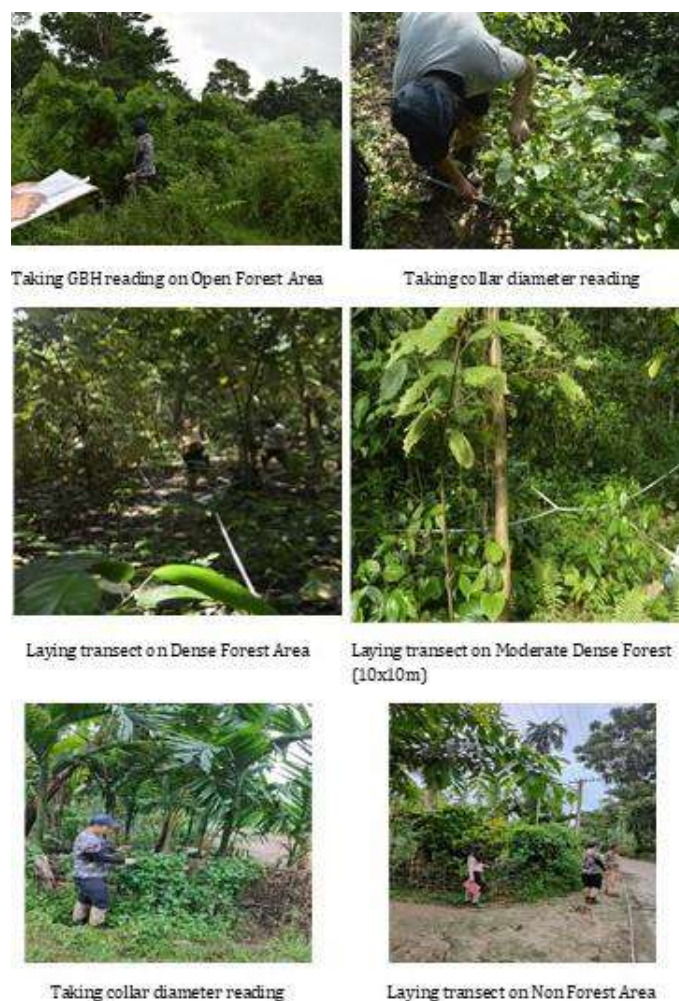 Taking GBH reading on Open Forest Area
Taking collar diameter reading
Laying transect on Dense Forest Area
Laying transect on Moderate Dense Forest
(10x10m)
Taking collar diameter reading
Laying transect on Non Forest Area